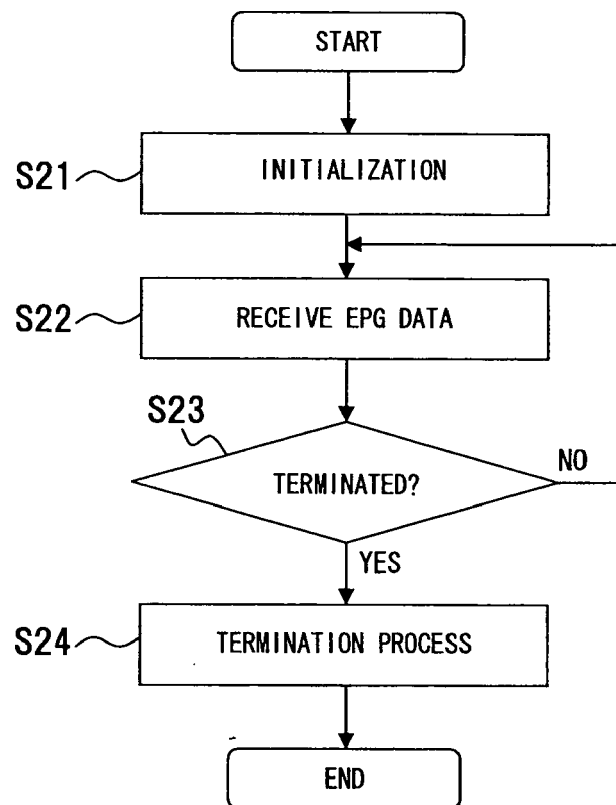 START
S21
INITIALIZATION
S22
RECEIVE EPG DATA
S23
TERMINATED?
NO
YES
S24
TERMINATION PROCESS
END